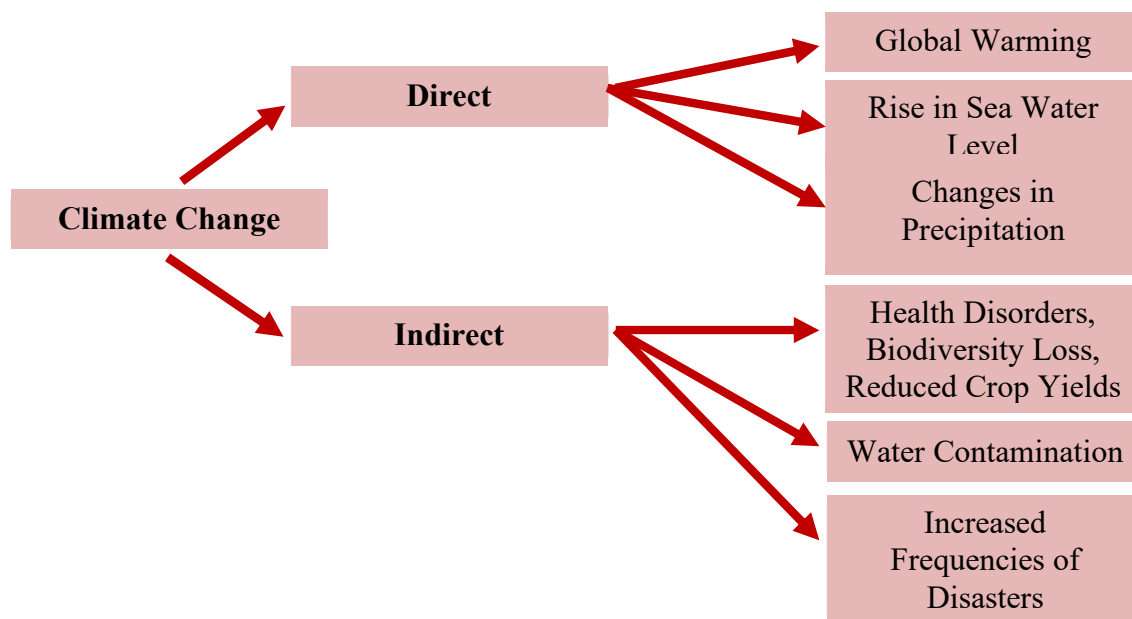 Climate Change
Direct
Global Warming
Rise in Sea Water
Level
Changes in
Precipitation
Indirect
Health Disorders,
Biodiversity Loss,
Reduced Crop Yields
Water Contamination
Increased
Frequencies of
Disasters